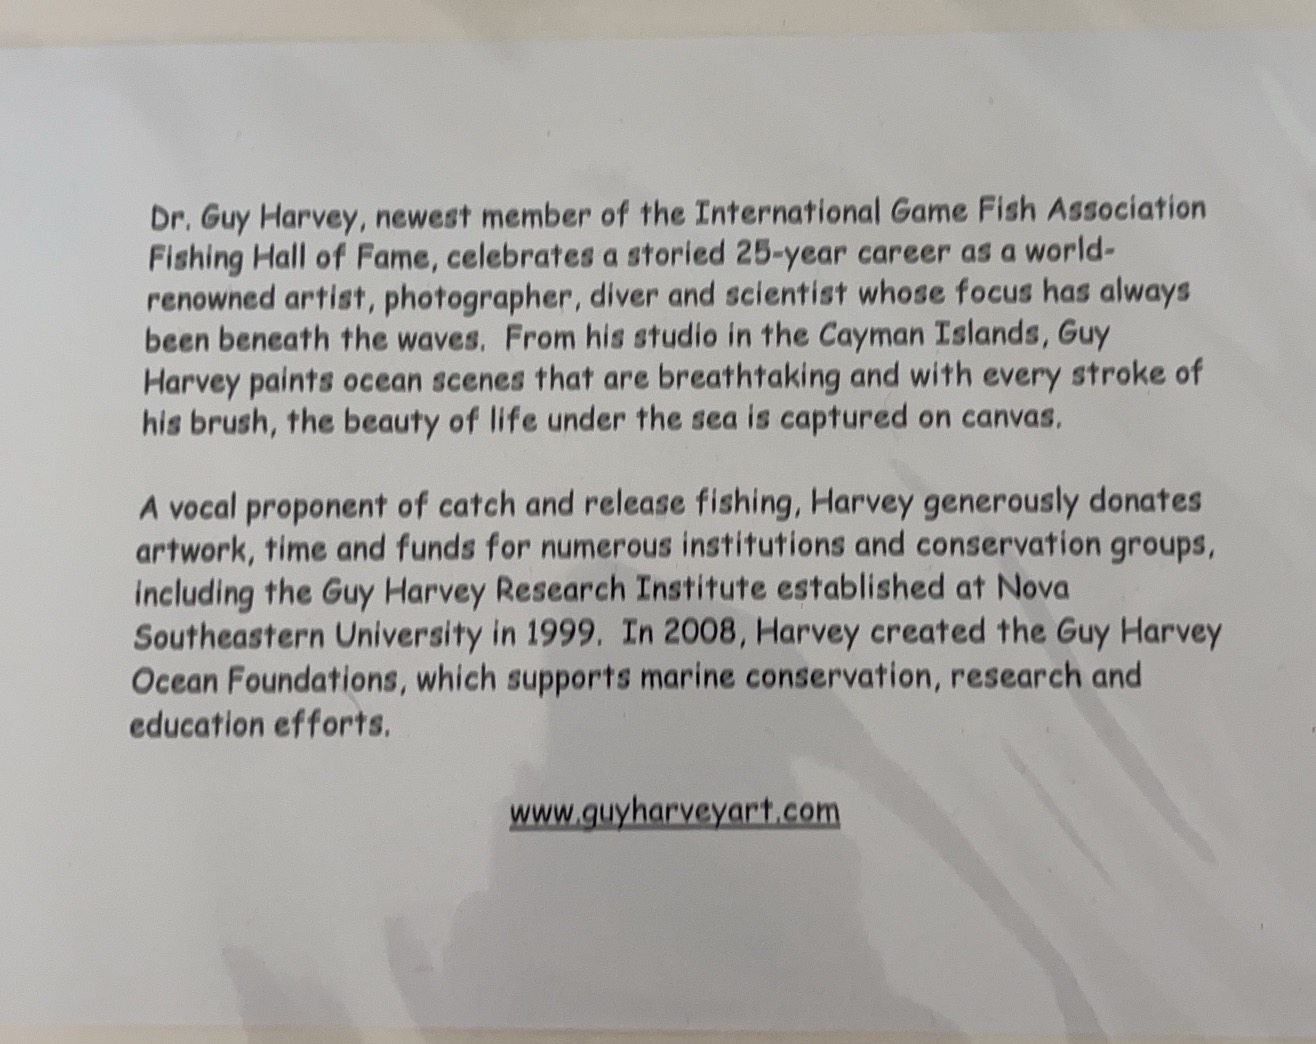 Dr. Guy Harvey, newest member of the International Game Fish Association
Fishing Hall of Fame, celebrates a storied 25-year career as a world-
renowned artist, photographer, diver and scientist whose focus has always
been beneath the waves.  From his studio in the Cayman Islands, Guy
Harvey paints ocean scenes that are breathtaking and with every stroke of
his brush, the beauty of life under the sea is captured on canvas.
A vocal proponent of catch and release fishing, Harvey generously donates
artwork, time and funds for numerous institutions and conservation groups,
including the Guy Harvey Research Institute established at Nova
Southeastern University in 1999.  In 2008, Harvey created the Guy Harvey
Ocean Foundations, which supports marine conservation, research and
education efforts.
www.guyharveyart.com